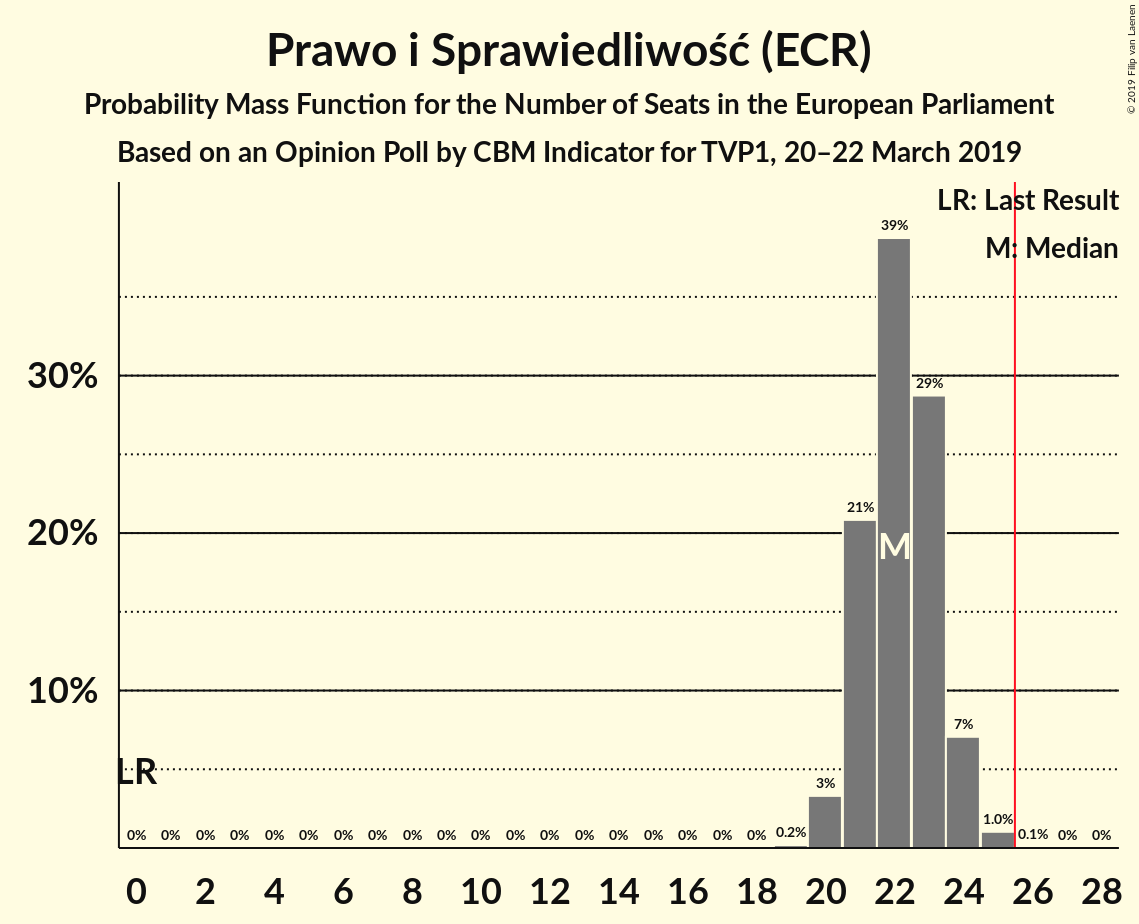 Prawo i Sprawiedliwość (ECR)
Probability Mass Function for the Number of Seats in the European Parliament
Based on an Opinion Poll by CBM Indicator for TVP1, 20–22 March 2019
© 2019 Filip van Laenen
LR: Last Result
M: Median
39%
30%
29%
21%
20%
M
10%
7%
LR
3%
0% 0% 0% 0% 0% 0% 0% 0% 0% 0% 0% 0% 0% 0% 0% 0% 0% 0% 0% 0.2% 1.0% 0.1% 0% 0%
0 2 4 6 8 10 12 14 16 18 20 22 24 26 28